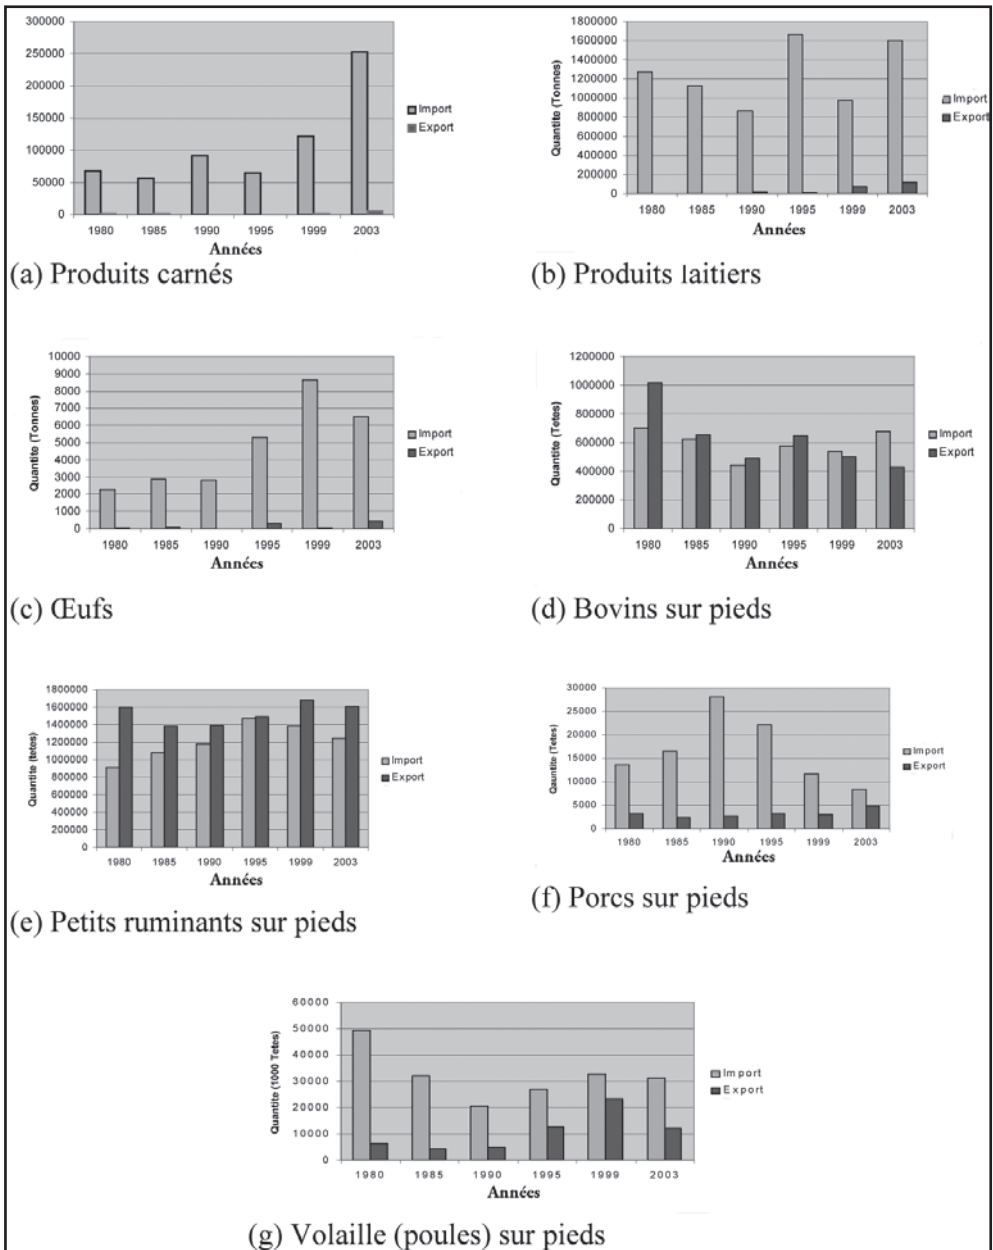 300000
250000
200000
150000
100000
50000
0
1980 1985 1990 1995 1999 2003
Années
Import
Export
(a) Produits carnés
Quantite (Tonnes)
1800000
1600000
1400000
1200000
1000000
800000
600000
400000
200000
0
1980 1985 1990 1995 1999 2003
Années
Import
Export
(b) Produits laitiers
Quantite (Tonnes)
10000
9000
8000
7000
6000
5000
4000
3000
2000
1000
0
1980 1985 1990 1995 1999 2003
Années
Import
Export
(c) Œufs
Quantite (Tetes)
1200000
1000000
800000
600000
400000
200000
0
1980 1985 1990 1995 1999 2003
Années
Import
Export
(d) Bovins sur pieds
Quantite (tetes)
1800000
1600000
1400000
1200000
1000000
800000
600000
400000
200000
0
1980 1985 1990 1995 1999 2003
Années
Import
Export
(e) Petits ruminants sur pieds
Qauntite (Tetes)
30000
25000
20000
15000
10000
5000
0
1980 1985 1990 1995 1999 2003
Années
Import
Export
(f) Porcs sur pieds
Quantite (1000 Tetes)
60000
50000
40000
30000
20000
10000
0
1980 1985 1990 1995 1999 2003
Années
Import
Export
(g) Volaille (poules) sur pieds